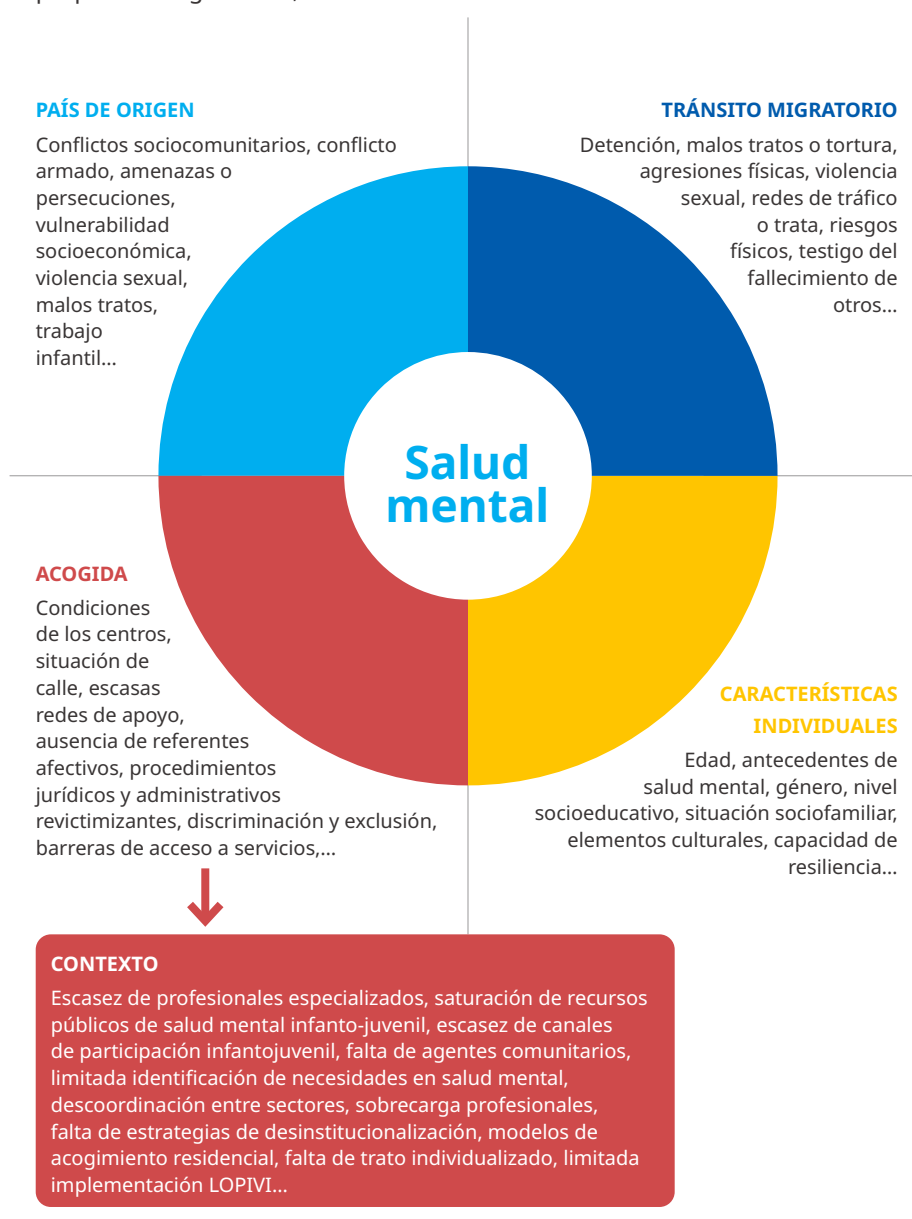 PAÍS DE ORIGEN
Conflictos sociocomunitarios, conflicto
armado, amenazas o
persecuciones,
vulnerabilidad
socioeconómica,
violencia sexual,
malos tratos,
trabajo
infantil...
TRÁNSITO MIGRATORIO
Detención, malos tratos o tortura,
agresiones físicas, violencia
sexual, redes de tráfico
o trata, riesgos
físicos, testigo del
fallecimiento de
otros...
Salud
mental
ACOGIDA
Condiciones
de los centros,
situación de
calle, escasas
redes de apoyo,
ausencia de referentes
afectivos, procedimientos
jurídicos y administrativos
revictimizantes, discriminación y exclusión,
barreras de acceso a servicios,...
CARACTERÍSTICAS
INDIVIDUALES
Edad, antecedentes de
salud mental, género, nivel
socioeducativo, situación sociofamiliar,
elementos culturales, capacidad de
resiliencia...
CONTEXTO
Escasez de profesionales especializados, saturación de recursos
públicos de salud mental infanto-juvenil, escasez de canales
de participación infantojuvenil, falta de agentes comunitarios,
limitada identificación de necesidades en salud mental,
descoordinación entre sectores, sobrecarga profesionales,
falta de estrategias de desinstitucionalización, modelos de
acogimiento residencial, falta de trato individualizado, limitada
implementación LOPIVI...